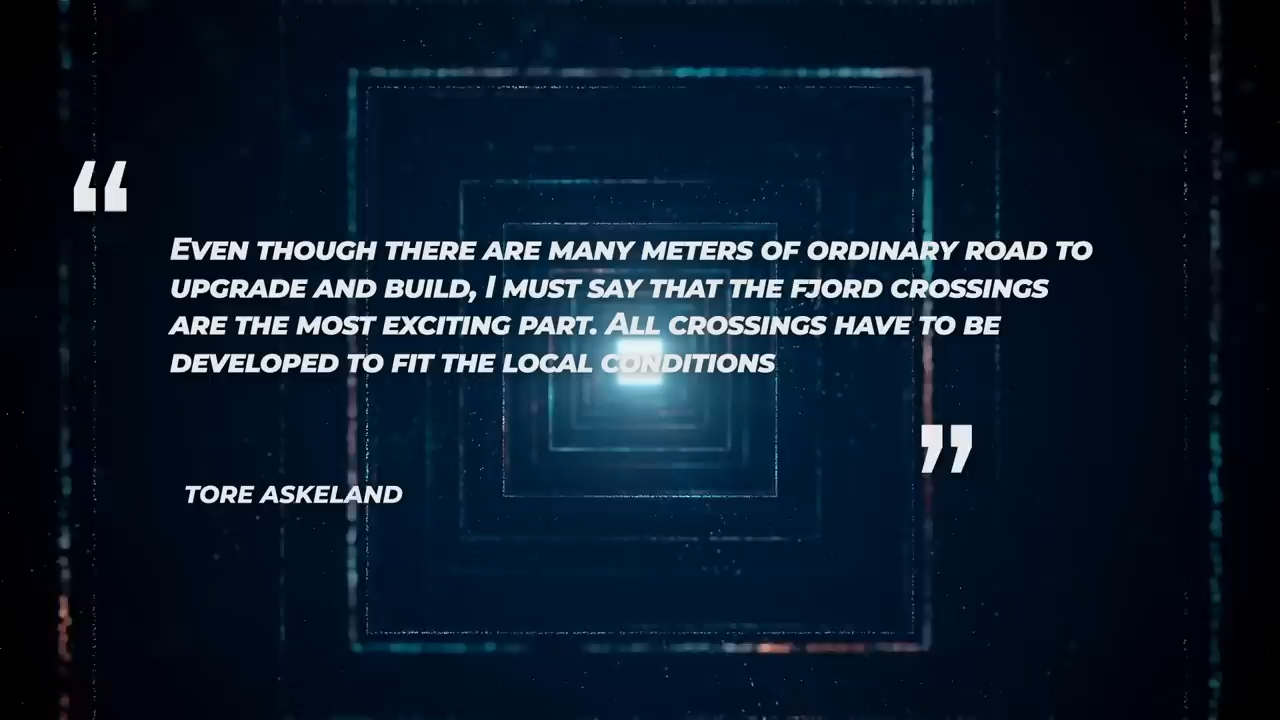 “
Even though there are many meters of ordinary road to
upgrade and build, I must say that the fjord crossings
are the most exciting part. All crossings have to be
developed to fit the local conditions
”
TORE ASKELAND